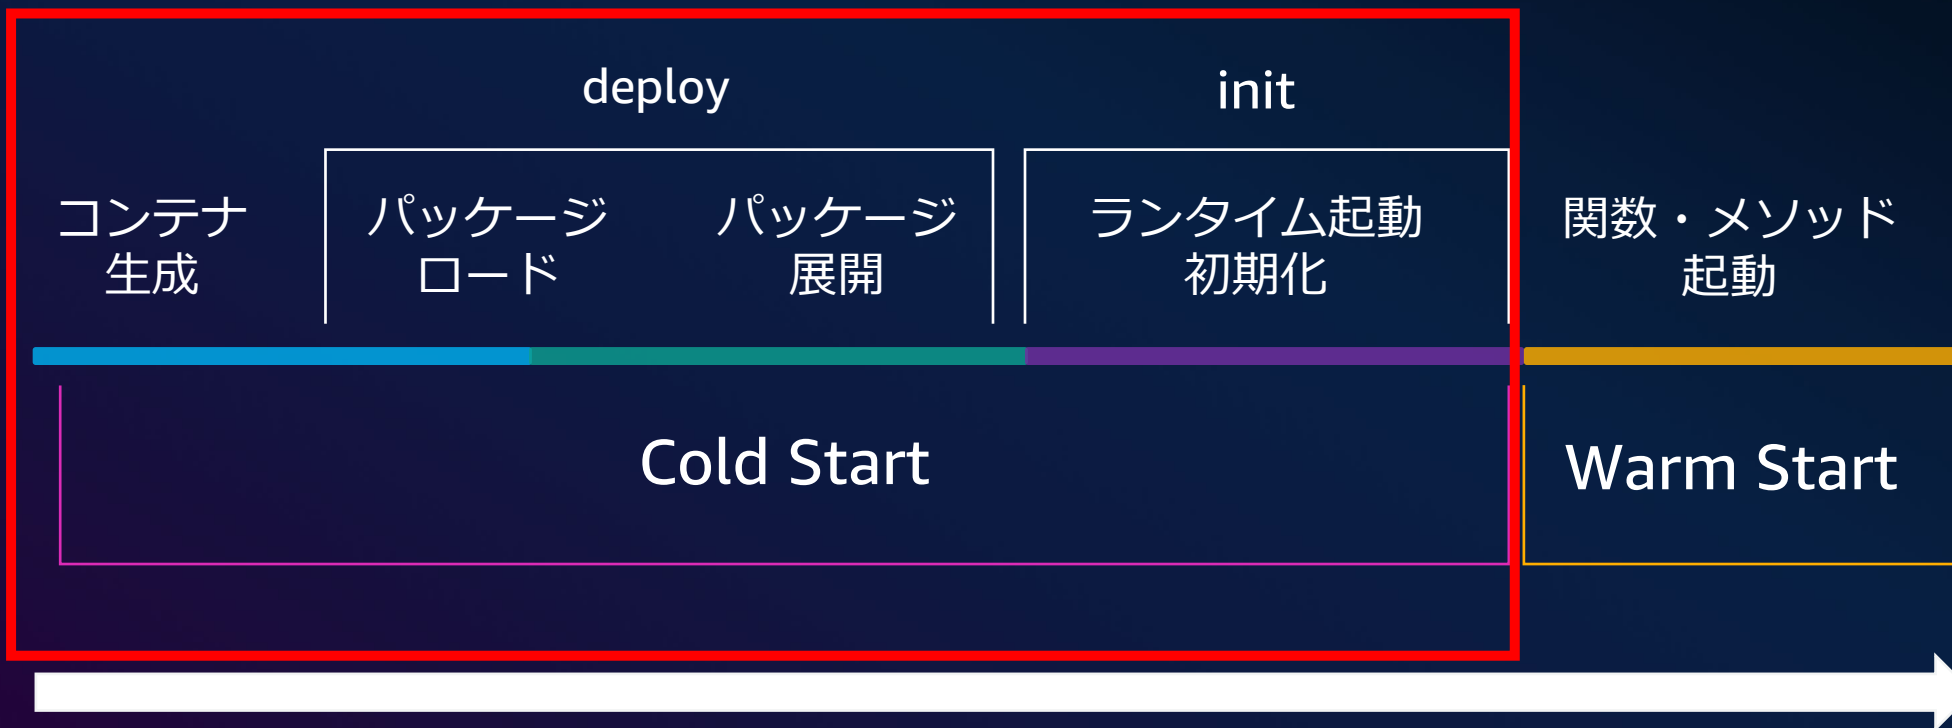 deploy
init
コンテナ
生成
パッケージ
ロード
パッケージ
展開
ランタイム起動
初期化
関数・メソッド
起動
Cold Start
Warm Start